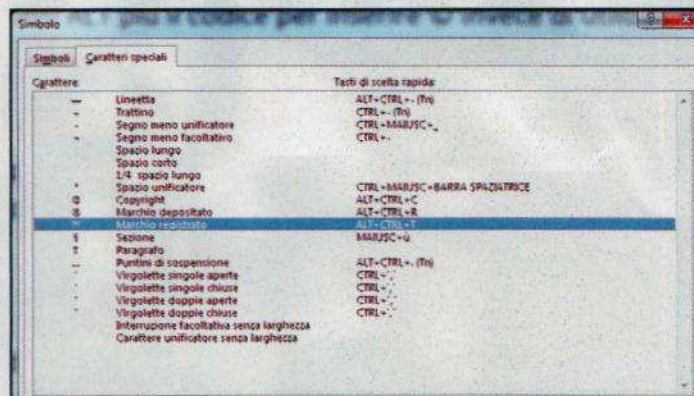 Simbolo
Simboli Caratteri speciali
Carattere: Tasti di scelta rapida:
— Lineetta ALT+CTRL+- (Tn)
– Trattino CTRL+- (Tn)
- Segno meno unificatore CTRL+MAIUSC+_
¬ Segno meno facoltativo CTRL+-
Spazio lungo
Spazio corto
1/4 spazio lungo
° Spazio unificatore CTRL+MAIUSC+BARRA SPAZIATRICE
© Copyright ALT+CTRL+C
® Marchio depositato ALT+CTRL+R
™ Marchio registrato ALT+CTRL+T
§ Sezione MAIUSC+ù
¶ Paragrafo
… Puntini di sospensione ALT+CTRL+. (Tn)
Virgolette singole aperte
Virgolette singole chiuse
Virgolette doppie aperte
Virgolette doppie chiuse
Interruzione facoltativa senza larghezza
Carattere unificatore senza larghezza